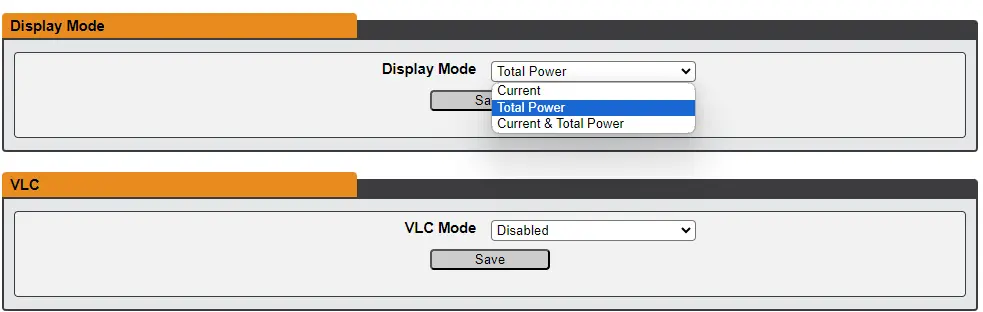 Display Mode
Display Mode Total Power
Current
Sa
Total Power
Current & Total Power
VLC
VLC Mode Disabled
Save